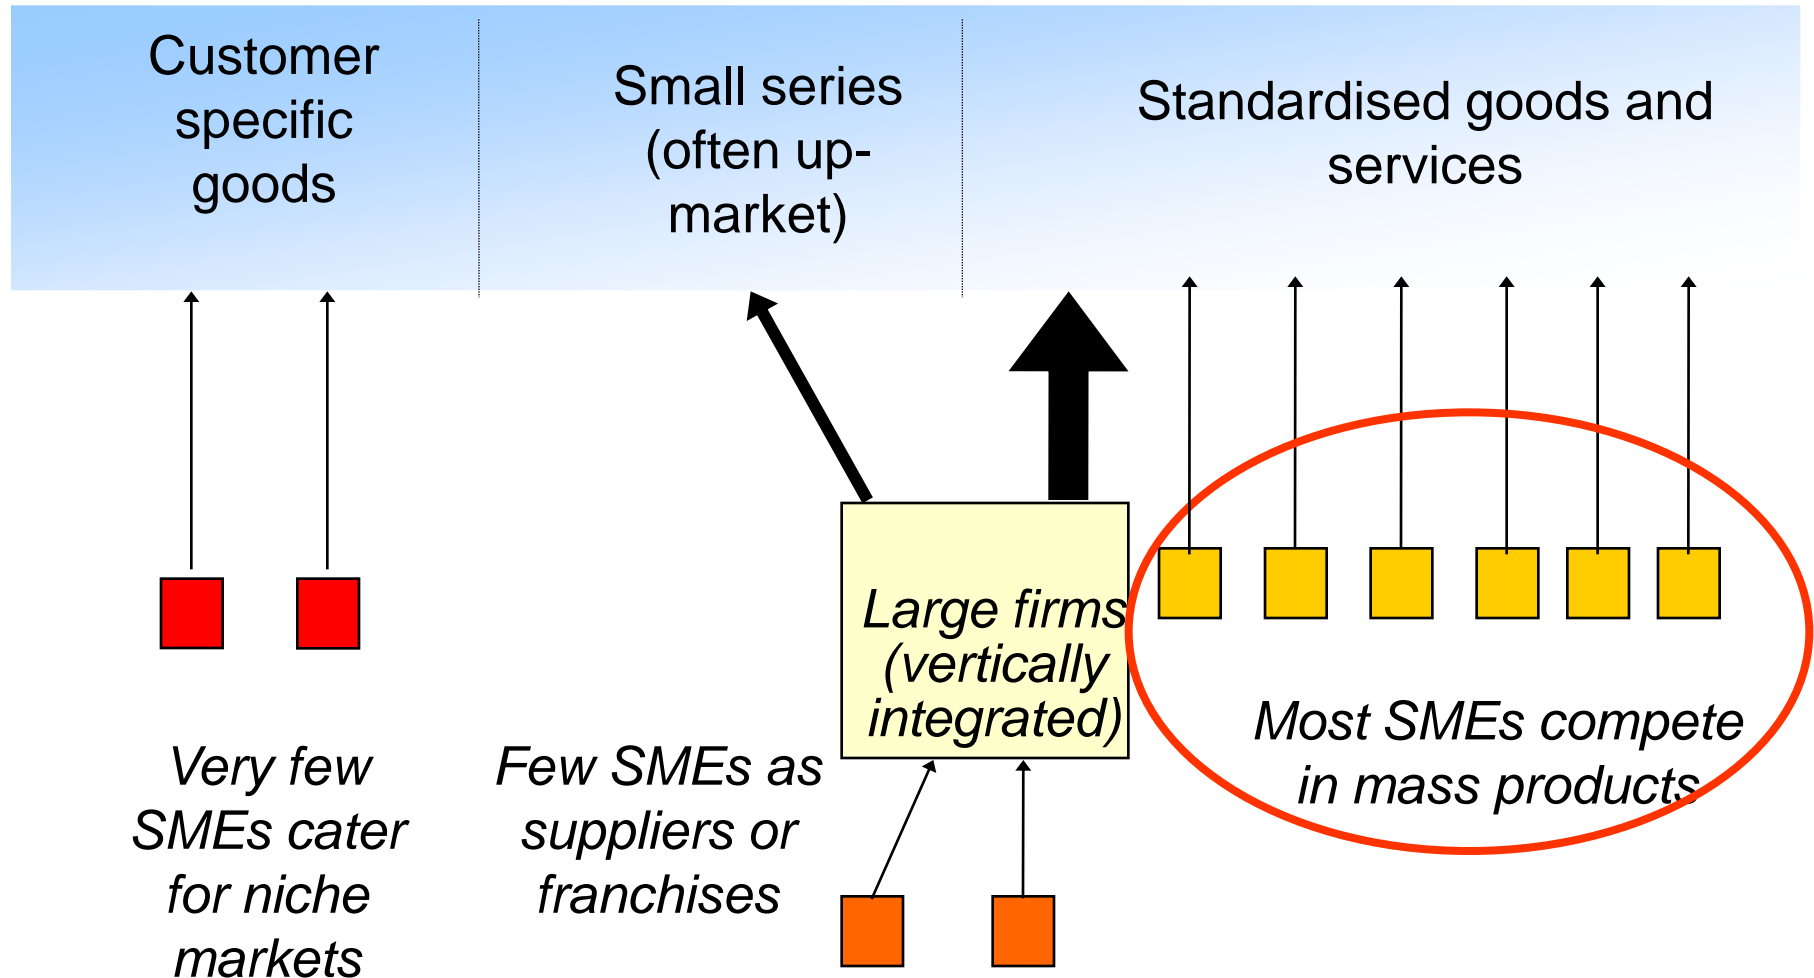 Customer
specific
goods
Small series
(often up-
market)
Standardised goods and
services
Large firms
(vertically
integrated)
Most SMEs compete
in mass products
Very few
SMEs cater
for niche
markets
Few SMEs as
suppliers or
franchises